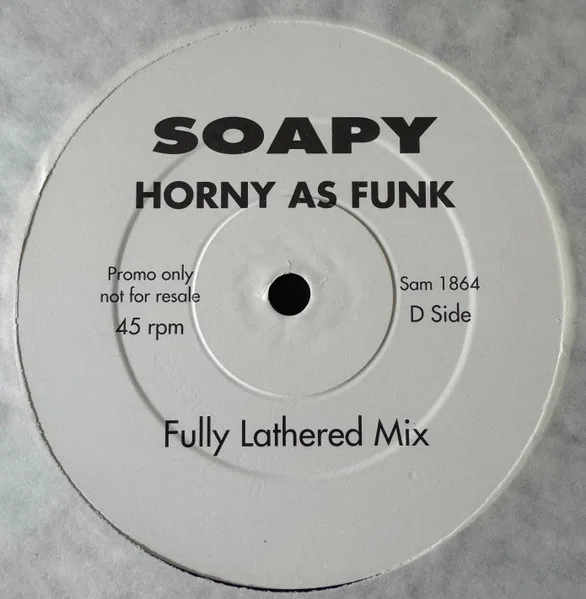 SOAPY
HORNY AS FUNK
Promo only
not for resale
45 rpm
Sam 1864
D Side
Fully Lathered Mix